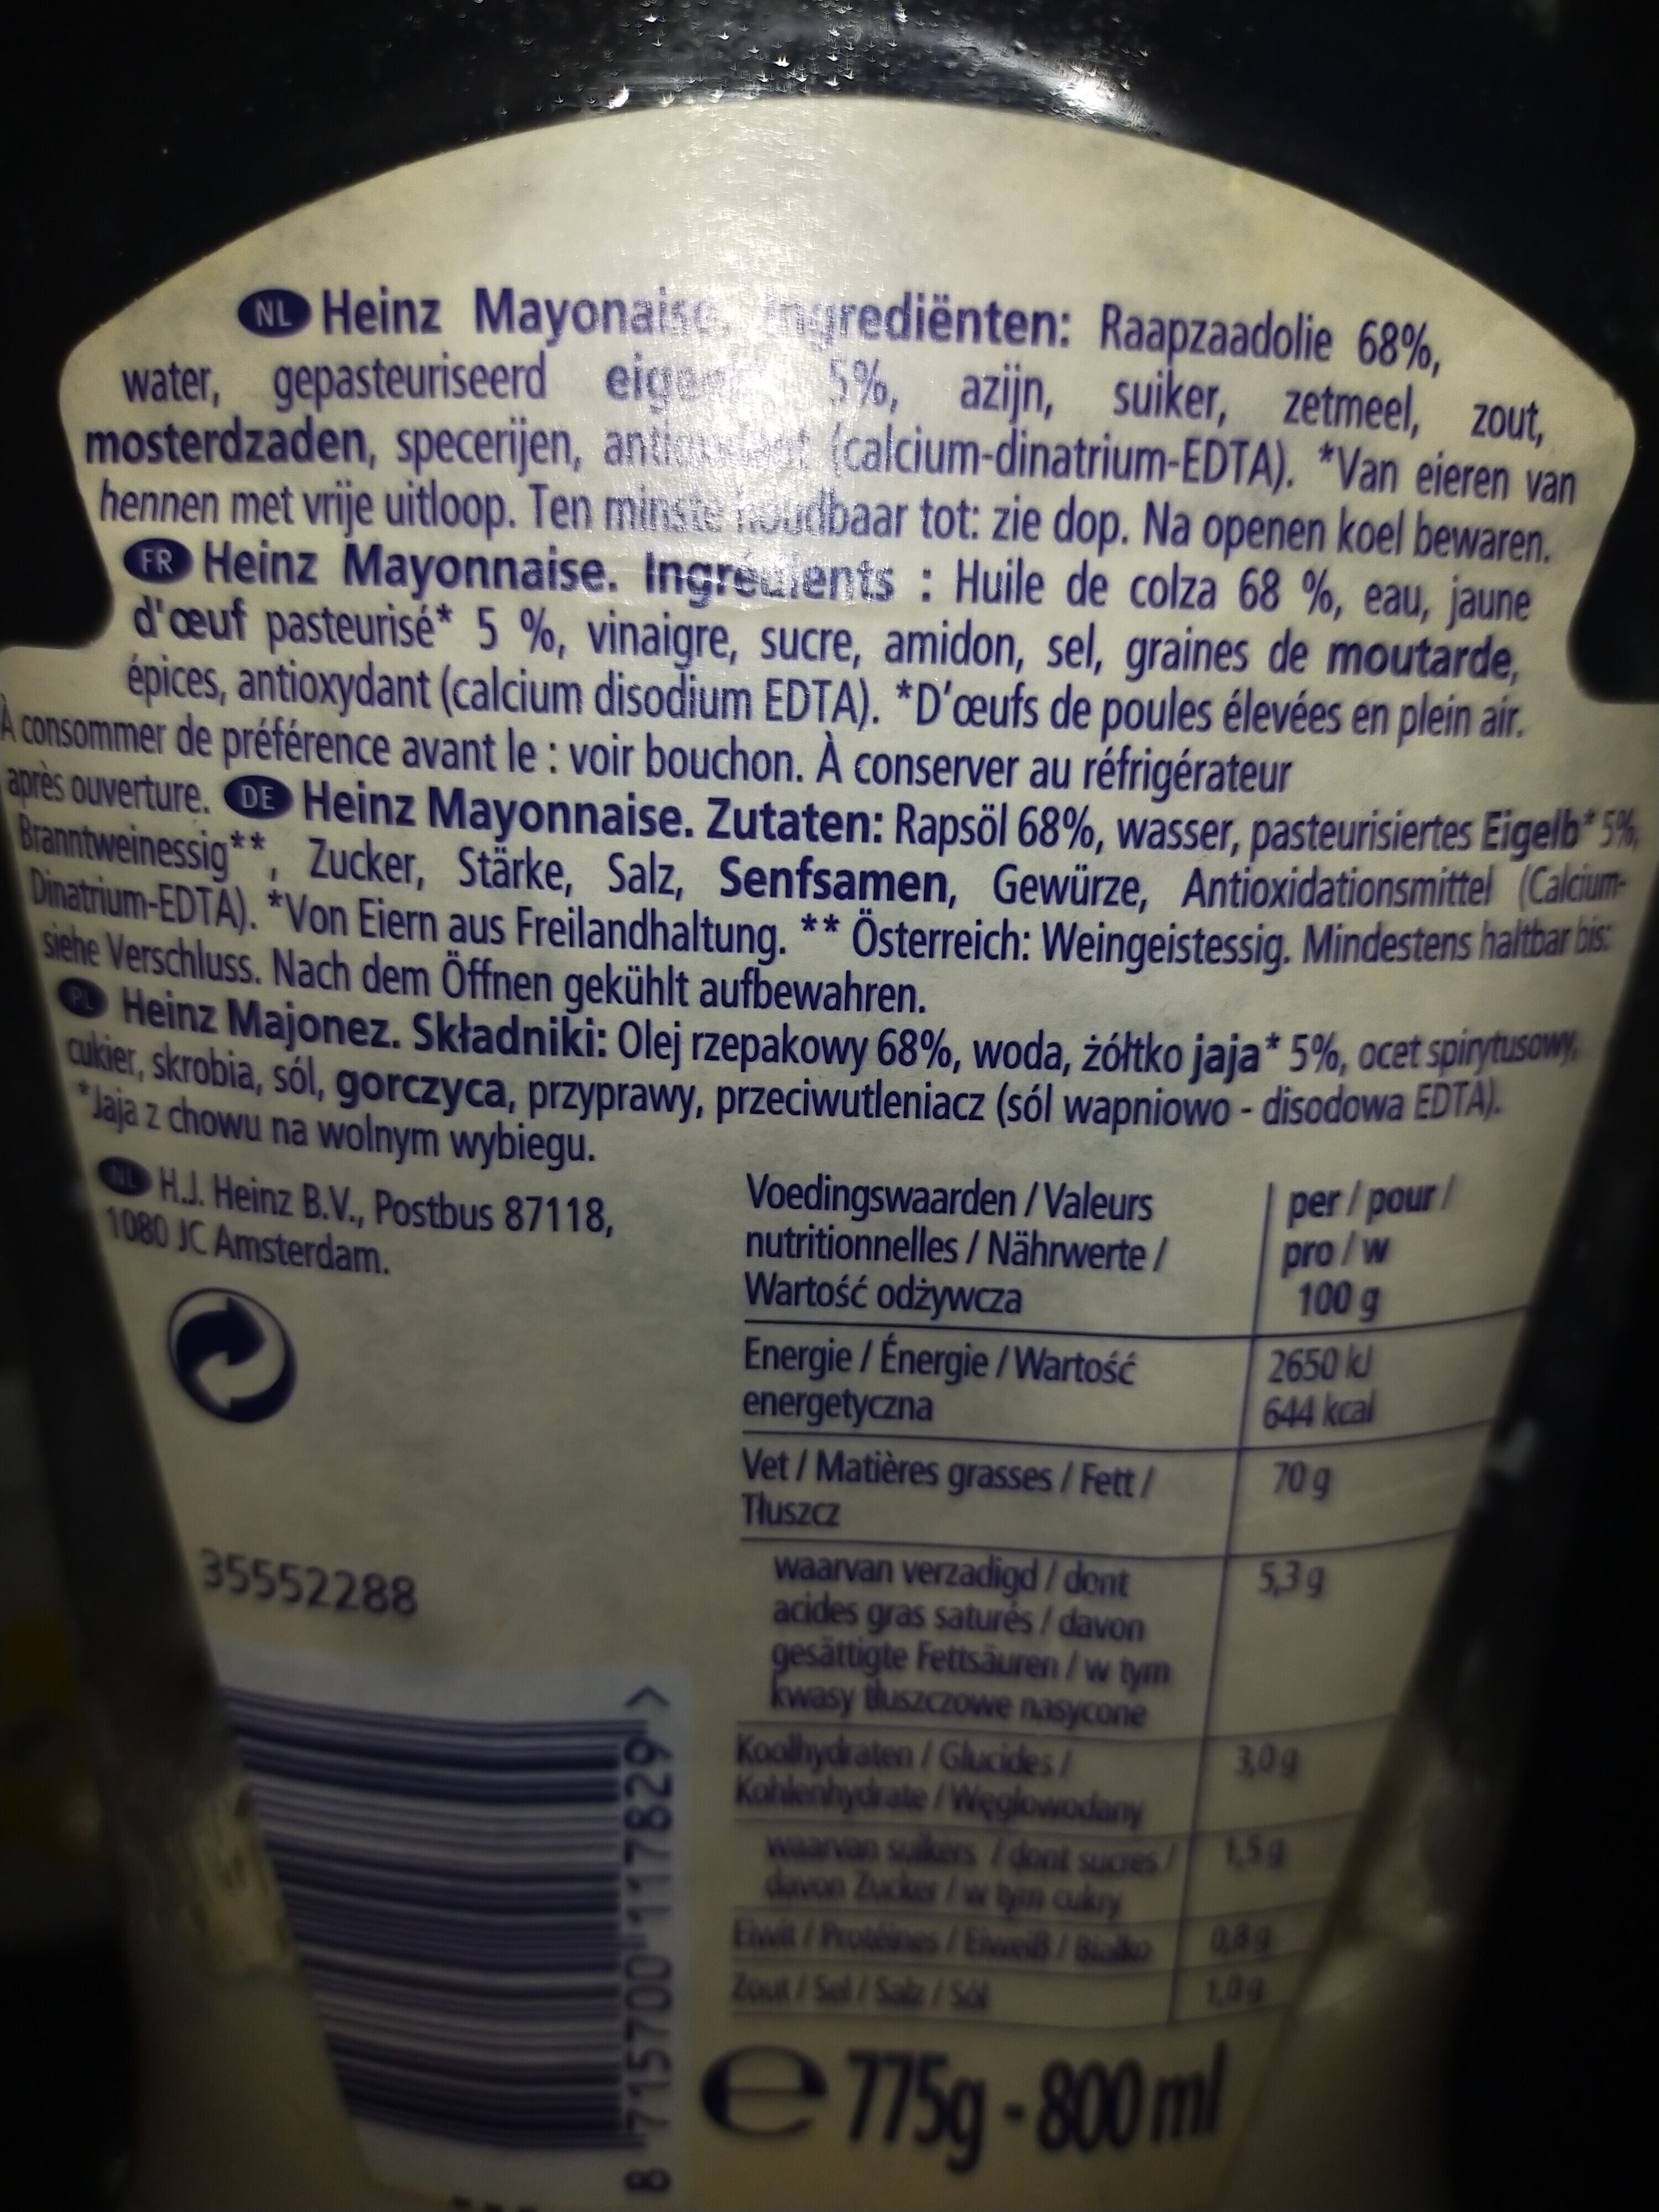 NL Heinz Mayonaise. Ingrediënten: Raapzaadolie 68%,
water, gepasteuriseerd 5%, azijn, suiker, zetmeel, zout,
mosterdzaden, specerijen, antioxidant (calcium-dinatrium-EDTA). *Van eieren van
hennen met vrije uitloop. Ten minste houdbaar tot: zie dop. Na openen koel bewaren.
FR Heinz Mayonnaise. Ingrédients : Huile de colza 68 %, eau, jaune
d'œuf pasteurisé* 5 %, vinaigre, sucre, amidon, sel, graines de moutarde,
épices, antioxydant (calcium disodium EDTA). *D'œufs de poules élevées en plein air.
À consommer de préférence avant le : voir bouchon. À conserver au réfrigérateur
après ouverture. DE Heinz Mayonnaise. Zutaten: Rapsöl 68%, wasser, pasteurisiertes Eigelb* 5%,
Branntweinessig**, Zucker, Stärke, Salz, Senfsamen, Gewürze, Antioxidationsmittel (Calcium-
Dinatrium-EDTA). *Von Eiern aus Freilandhaltung. ** Österreich: Weingeistessig. Mindestens haltbar bis:
siehe Verschluss. Nach dem Öffnen gekühlt aufbewahren.
PL Heinz Majonez. Składniki: Olej rzepakowy 68%, woda, żółtko jaja* 5%, ocet spirytusowy,
cukier, skrobia, sól, gorczyca, przyprawy, przeciwutleniacz (sól wapniowo - disodowa EDTA).
*Jaja z chowu na wolnym wybiegu.
NL H.J. Heinz B.V., Postbus 87118,
1080 JC Amsterdam.
35552288
8 715700 117829 >
Voedingswaarden / Valeurs per / pour /
nutritionnelles / Nährwerte / pro / w
Wartość odżywcza 100 g
Energie / Énergie / Wartość 2650 kJ
energetyczna 644 kcal
Vet / Matières grasses / Fett / 70 g
Tłuszcz
waarvan verzadigd / dont 5,3 g
acides gras saturés / davon
gesättigte Fettsäuren / w tym
kwasy tłuszczowe nasycone
Koolhydraten / Glucides / 3,0 g
Kohlenhydrate / Węglowodany
waarvan suikers / dont sucres / 1,5 g
davon Zucker / w tym cukry
Eiwit / Protéines / Eiweiß / Białko 0,8 g
Zout / Sel / Salz / Sól 1,0 g
e 775g - 800 ml